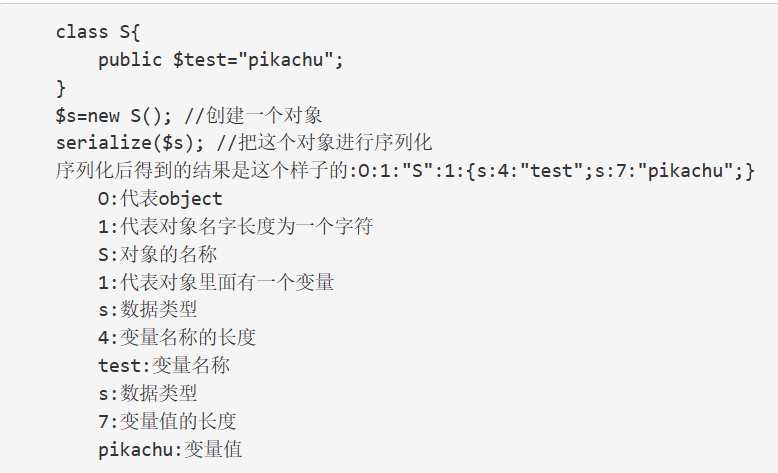 class S{
public $test="pikachu";
}
$s=new S(); //创建一个对象
serialize($s); //把这个对象进行序列化
序列化后得到的结果是这个样子的:O:1:"S":1:{s:4:"test";s:7:"pikachu";}
O:代表object
1:代表对象名字长度为一个字符
S:对象的名称
1:代表对象里面有一个变量
s:数据类型
4:变量名称的长度
test:变量名称
s:数据类型
7:变量值的长度
pikachu:变量值